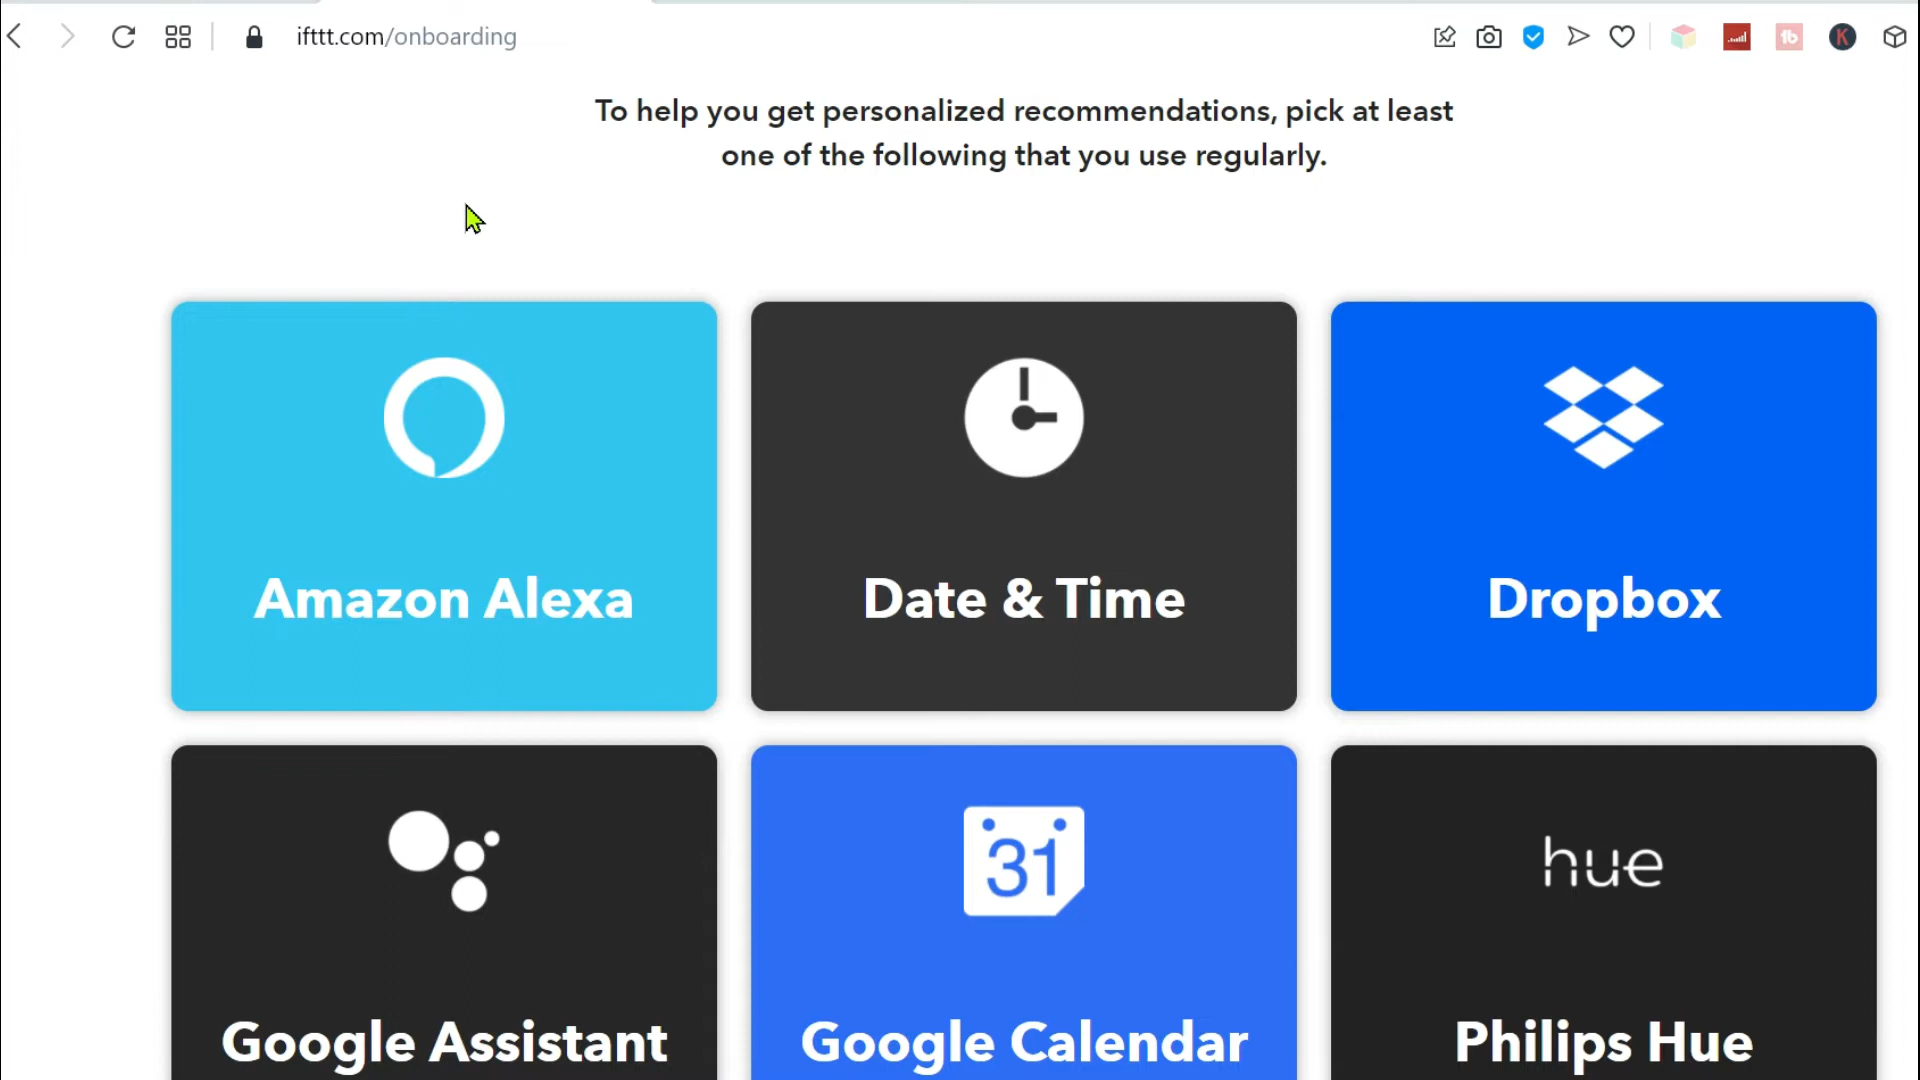 ifttt.com/onboarding
To help you get personalized recommendations, pick at least
one of the following that you use regularly.
Amazon Alexa
Date & Time
Dropbox
31
hue
Google Assistant
Google Calendar
Philips Hue